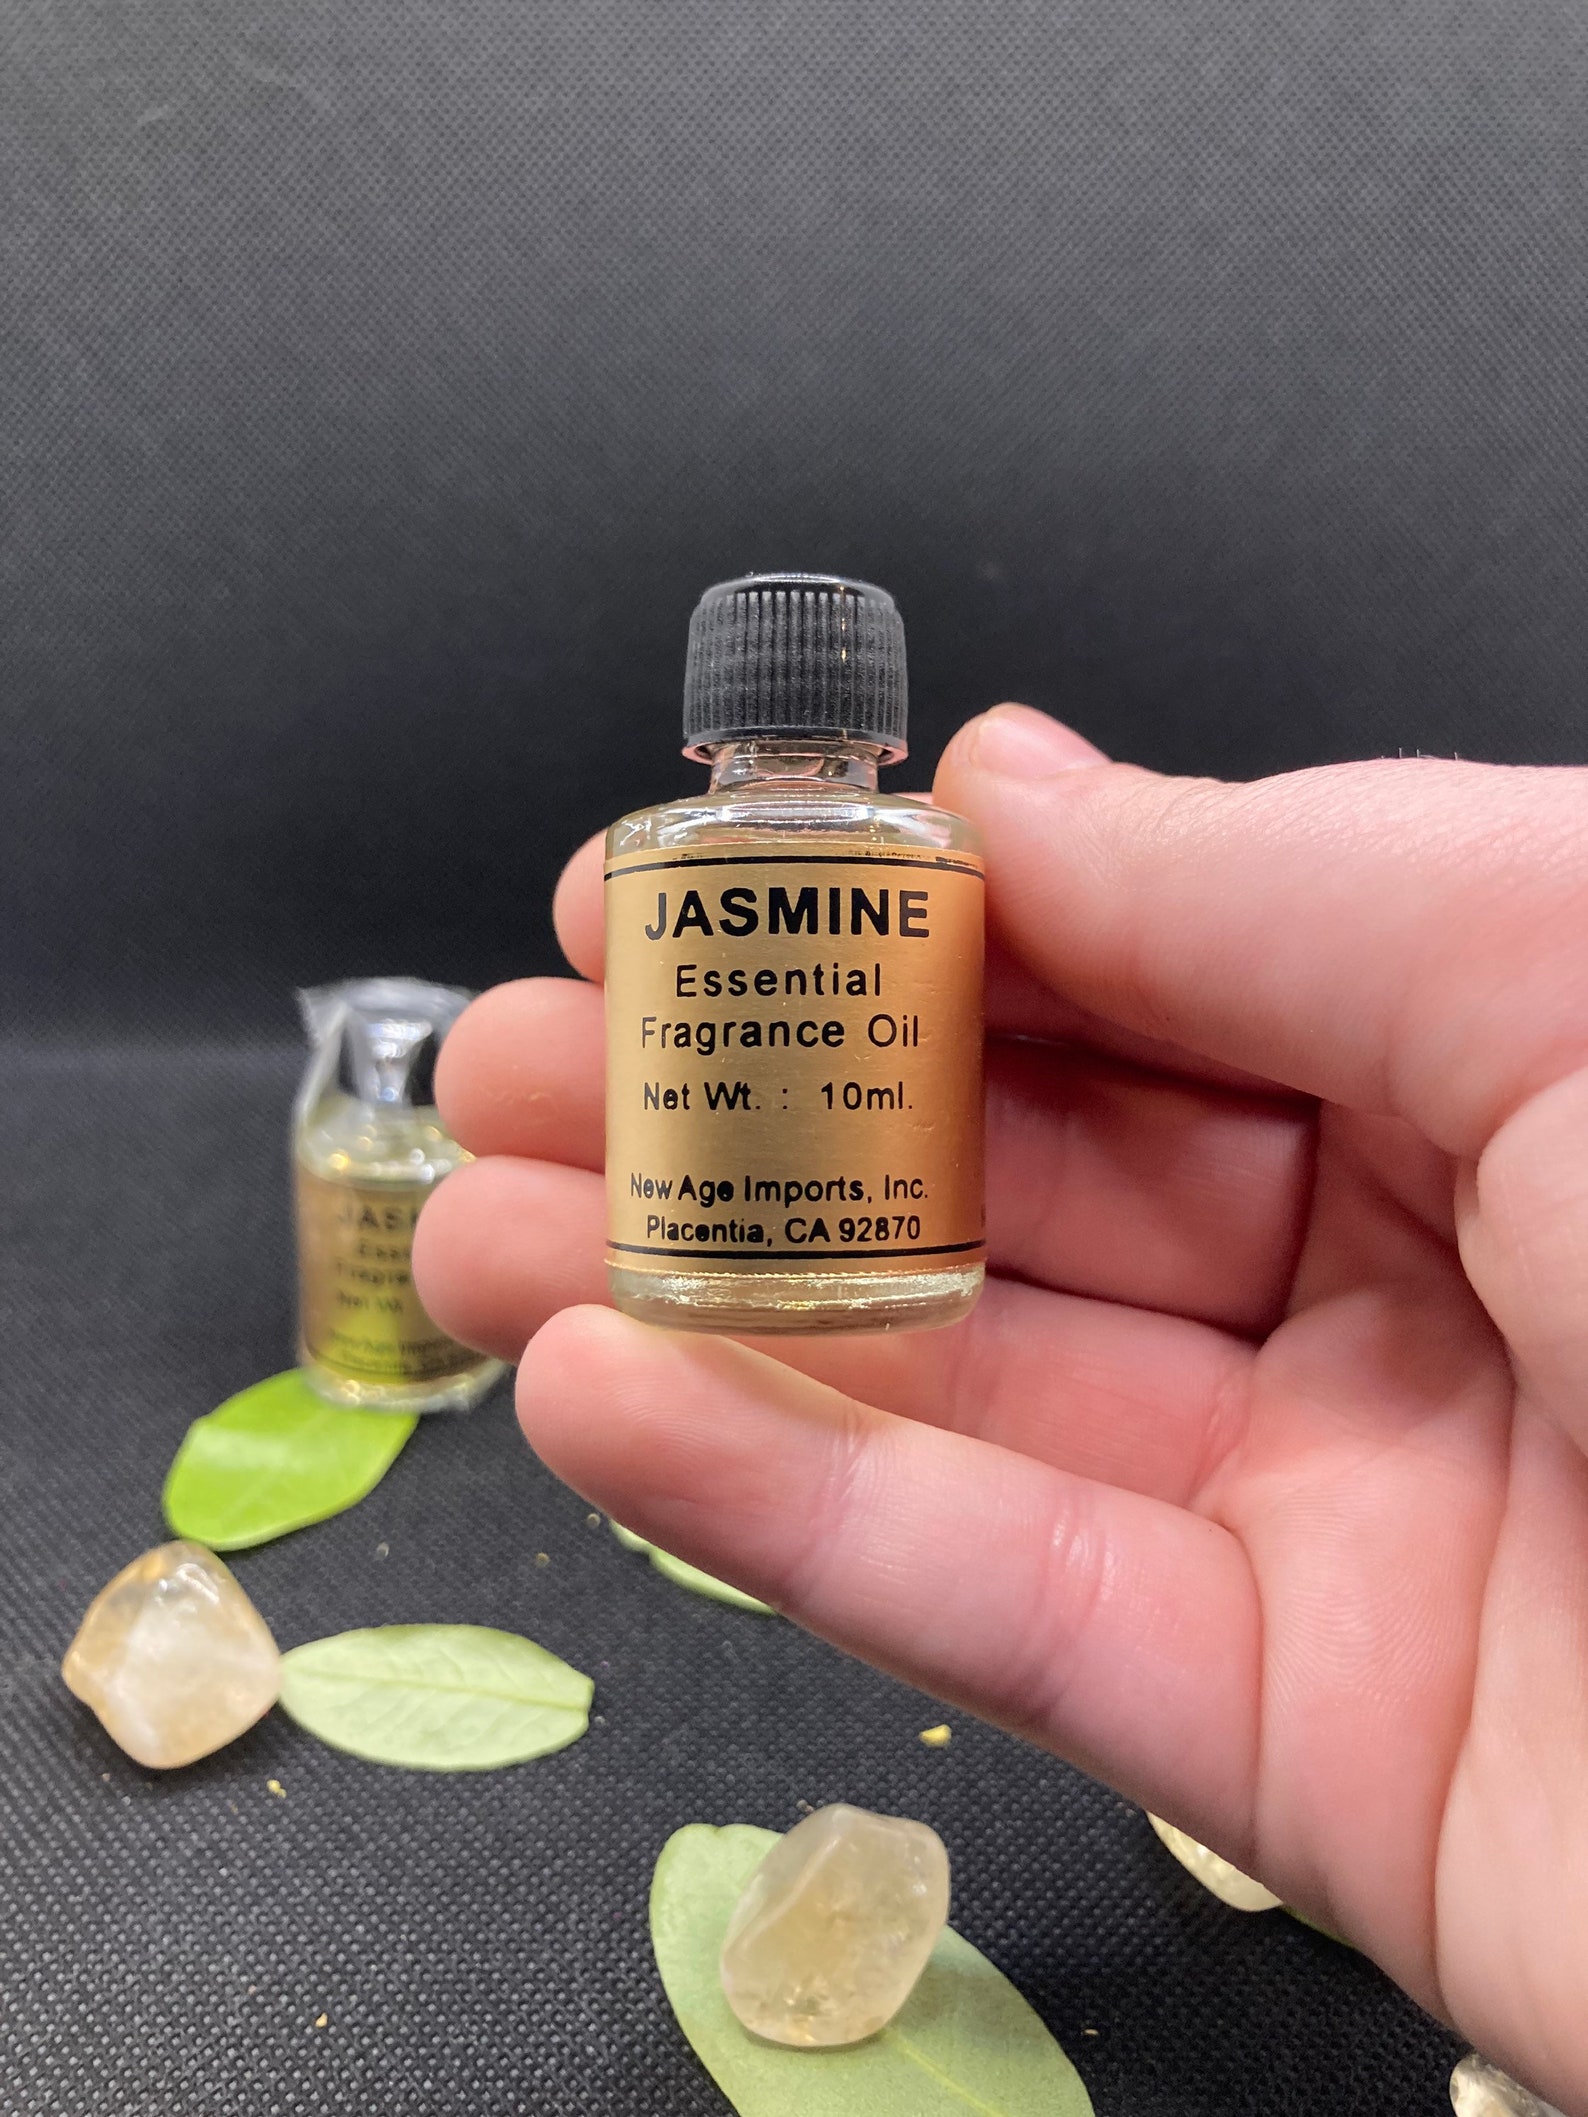 JASMINE
Essential
Fragrance Oil
Net Wt. : 10ml.
New Age Imports, Inc.
Placentia, CA 92870